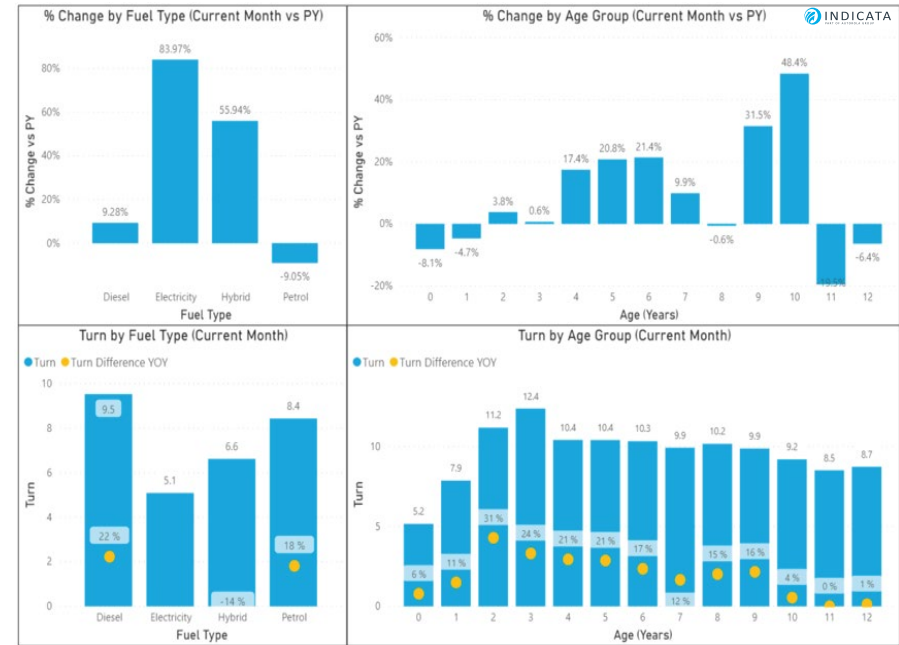 % Change by Fuel Type (Current Month vs PY)
83.97%
80%
60%
55.94%
40%
20%
9.28%
0%
-9.05%
% Change vs PY
Diesel Electricity Hybrid Petrol
Fuel Type
% Change by Age Group (Current Month vs PY)
INDICATA
60%
48.4%
40%
31.5%
20.8% 21.4%
17.4%
20%
9.9%
3.8%
0.6%
0%
-0.6%
-4.7%
-8.1%
-6.4%
-19.5%
-20%
% Change vs PY
0 1 2 3 4 5 6 7 8 9 10 11 12
Age (Years)
Turn by Fuel Type (Current Month)
Turn Turn Difference YOY
10
9.5
8.4
8
6.6
6
5.1
4
22 %
18 %
2
-14 %
0
Turn
Diesel Electricity Hybrid Petrol
Fuel Type
Turn by Age Group (Current Month)
Turn Turn Difference YOY
5.2 7.9 11.2 12.4 10.4 10.4 10.3 9.9 10.2 9.9 9.2 8.5 8.7
10
5
6 % 11 % 31 % 24 % 21 % 21 % 17 % 12 % 15 % 16 % 4 % 0 % 1 %
0
Turn
0 1 2 3 4 5 6 7 8 9 10 11 12
Age (Years)